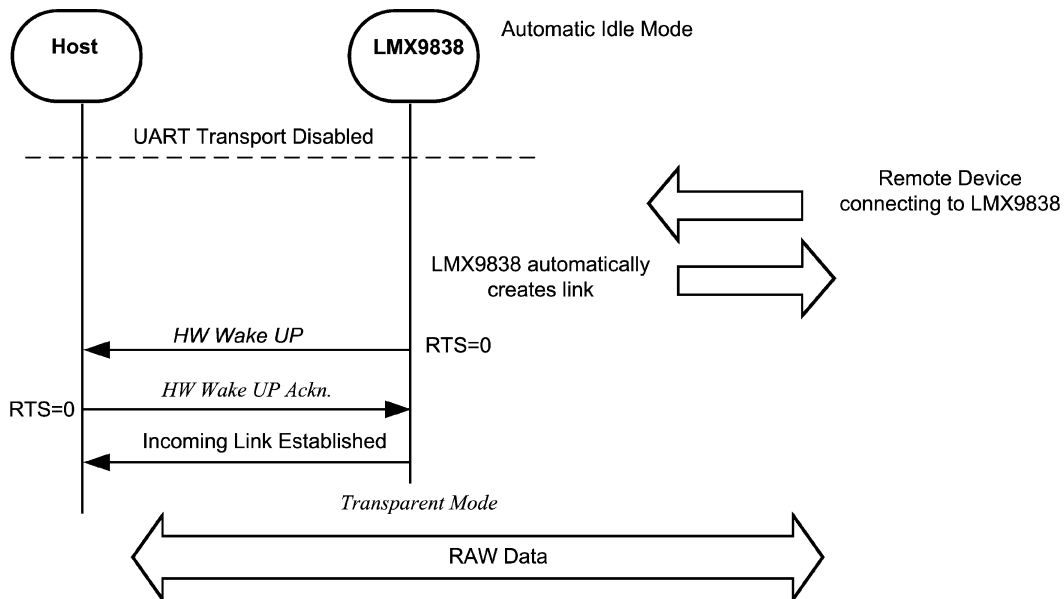 Host
LMX9838
Automatic Idle Mode
UART Transport Disabled
Remote Device
connecting to LMX9838
LMX9838 automatically
creates link
HW Wake UP
RTS=0
HW Wake UP Ackn.
RTS=0
Incoming Link Established
Transparent Mode
RAW Data